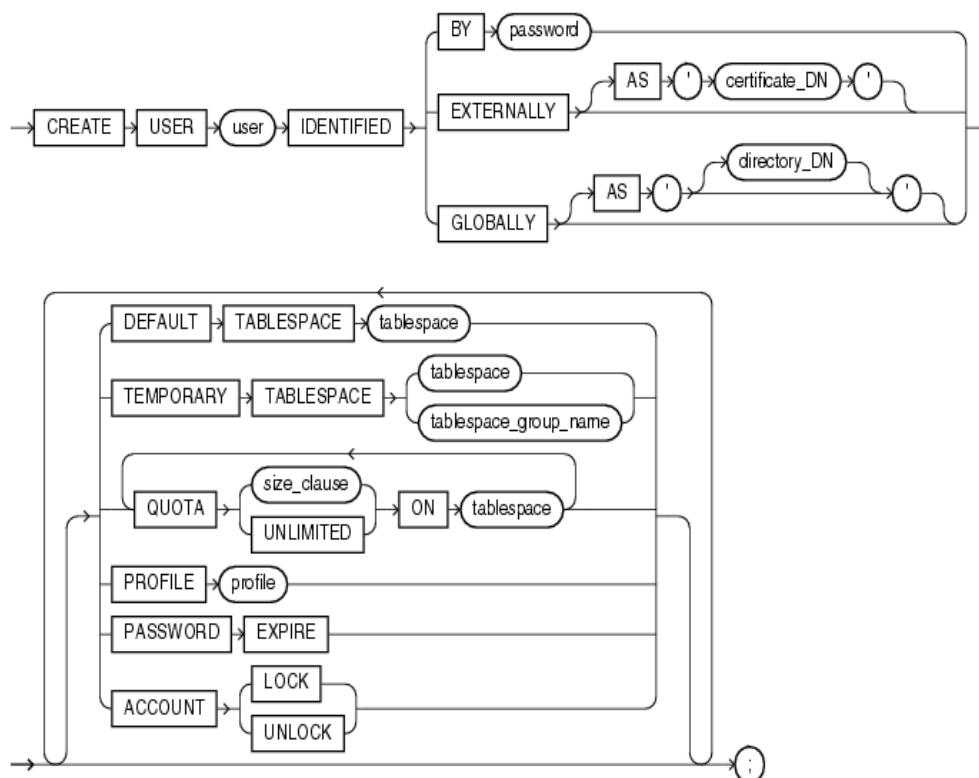 BY password
AS ' certificate_DN '
CREATE USER user IDENTIFIED EXTERNALLY
directory_DN
AS ' '
GLOBALLY
DEFAULT TABLESPACE tablespace
tablespace
TEMPORARY TABLESPACE
tablespace_group_name
size_clause
QUOTA ON tablespace
UNLIMITED
PROFILE profile
PASSWORD EXPIRE
LOCK
ACCOUNT
UNLOCK
;